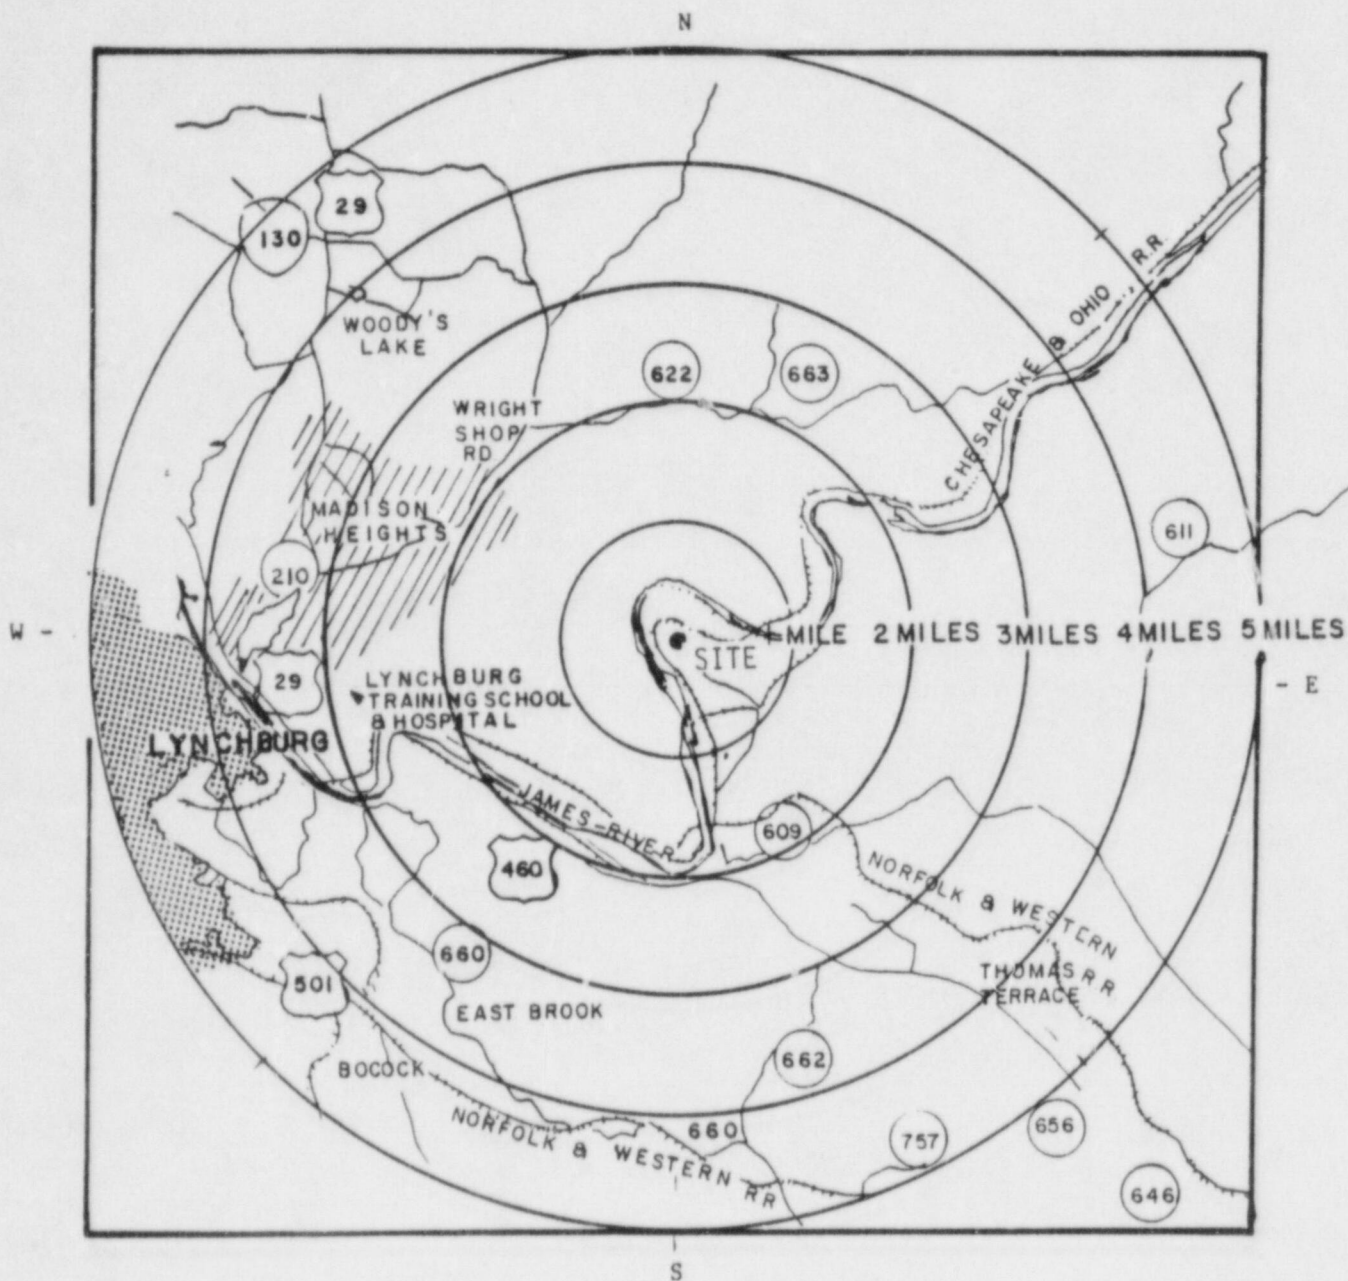 N
29
130
WOODY'S
LAKE
622
663
CHESAPEAKE & OHIO R.R.
WRIGHT
SHOP
RD
MADISON
HEIGHTS
611
210
W -
MILE 2 MILES 3 MILES 4 MILES 5 MILES
SITE
- E
29
LYNCHBURG
TRAINING SCHOOL
& HOSPITAL
LYNCHBURG
JAMES RIVER
609
460
NORFOLK & WESTERN R.R.
660
THOMAS
TERRACE
501
EAST BROOK
662
BOCOCK
660
656
757
NORFOLK & WESTERN RR
646
S